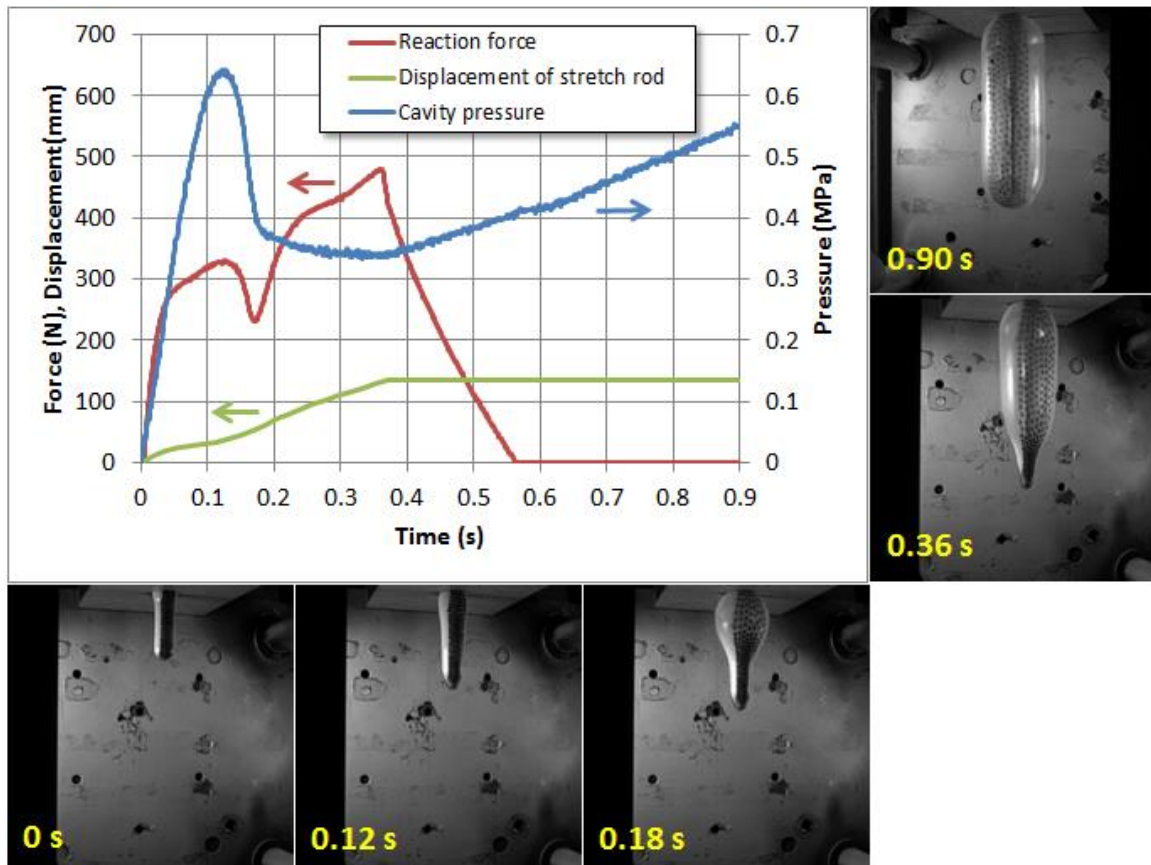 700
600
500
400
300
200
100
0
Force (N), Displacement(mm)
Reaction force
Displacement of stretch rod
Cavity pressure
0.7
0.6
0.5
0.4
0.3
0.2
0.1
0
Pressure (MPa)
0 0.1 0.2 0.3 0.4 0.5 0.6 0.7 0.8 0.9
Time (s)
0.90 s
0.36 s
0 s
0.12 s
0.18 s